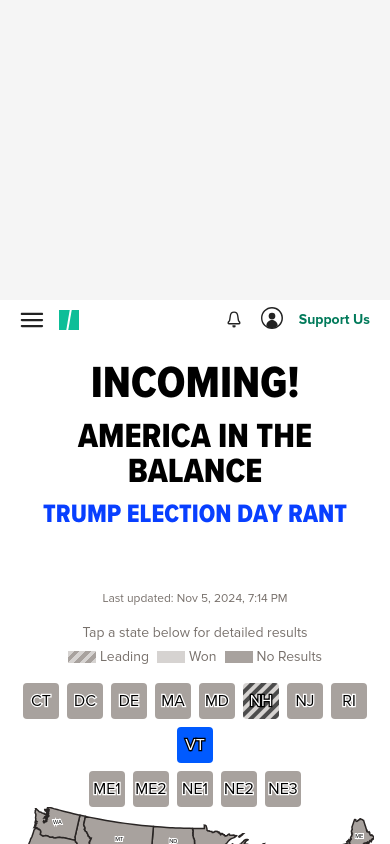 Support Us
INCOMING!
AMERICA IN THE
BALANCE
TRUMP ELECTION DAY RANT
Last updated: Nov 5, 2024, 7:14 PM
Tap a state below for detailed results
Leading Won No Results
CT DC DE MA MD NH NJ RI
VT
ME1 ME2 NE1 NE2 NE3
WA
MT
ND
ME